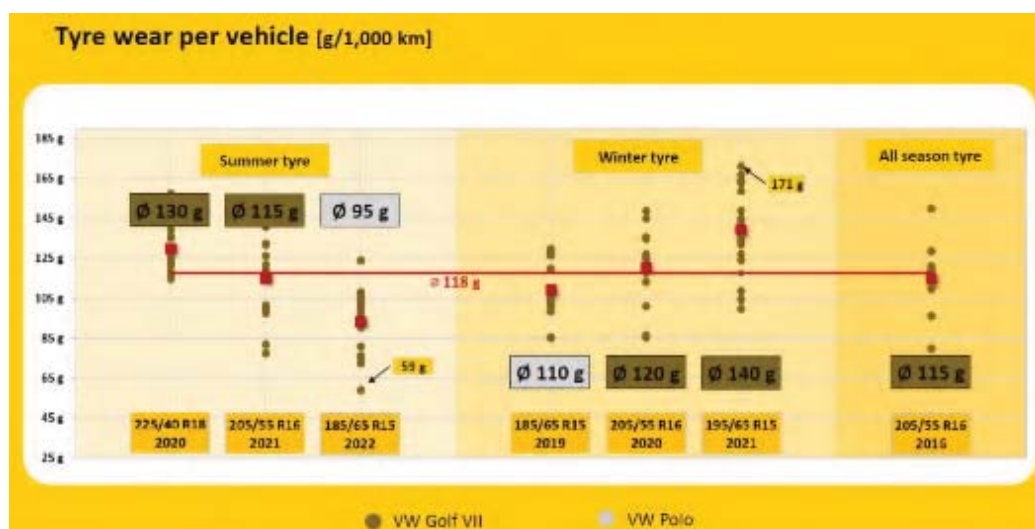 Tyre wear per vehicle [g/1,000 km]
185 g
165 g
145 g
125 g
105 g
85 g
65 g
45 g
25 g
Summer tyre
Winter tyre
All season tyre
Ø 130 g
Ø 115 g
Ø 95 g
171 g
ø 118 g
59 g
Ø 110 g
Ø 120 g
Ø 140 g
Ø 115 g
225/40 R18
2020
205/55 R16
2021
185/65 R15
2022
185/65 R15
2019
205/55 R16
2020
195/65 R15
2021
205/55 R16
2016
VW Golf VII
VW Polo